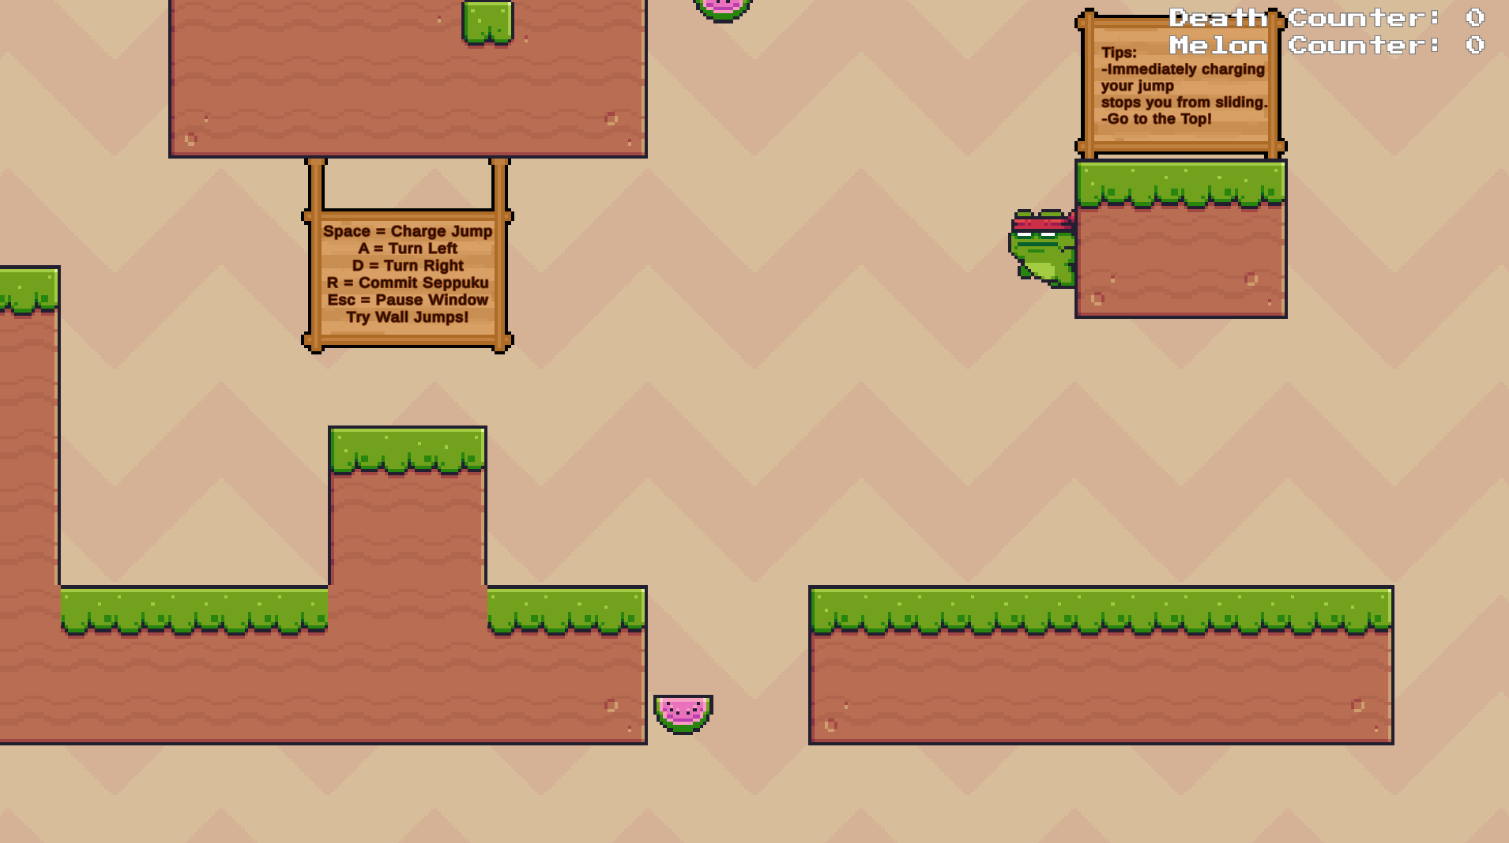 Death Counter: 0
Melon Counter: 0
Tips:
-Immediately charging
your jump
stops you from sliding.
-Go to the Top!
Space = Charge Jump
A = Turn Left
D = Turn Right
R = Commit Seppuku
Esc = Pause Window
Try Wall Jumps!